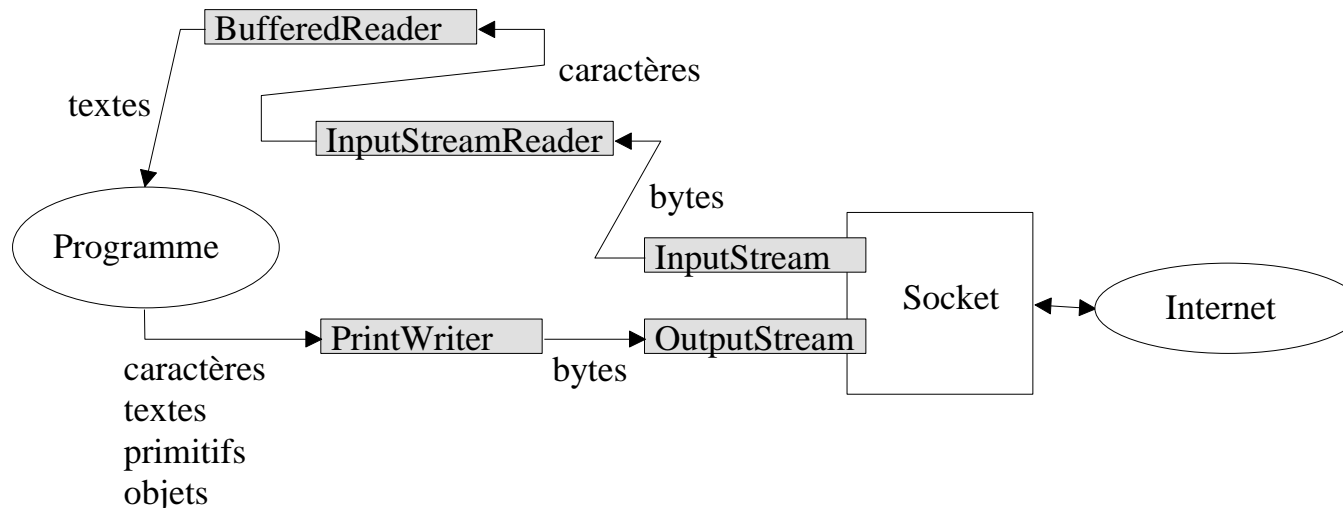 BufferedReader
caractères
textes
InputStreamReader
bytes
Programme
InputStream
Socket
Internet
PrintWriter
OutputStream
bytes
caractères
textes
primitifs
objets